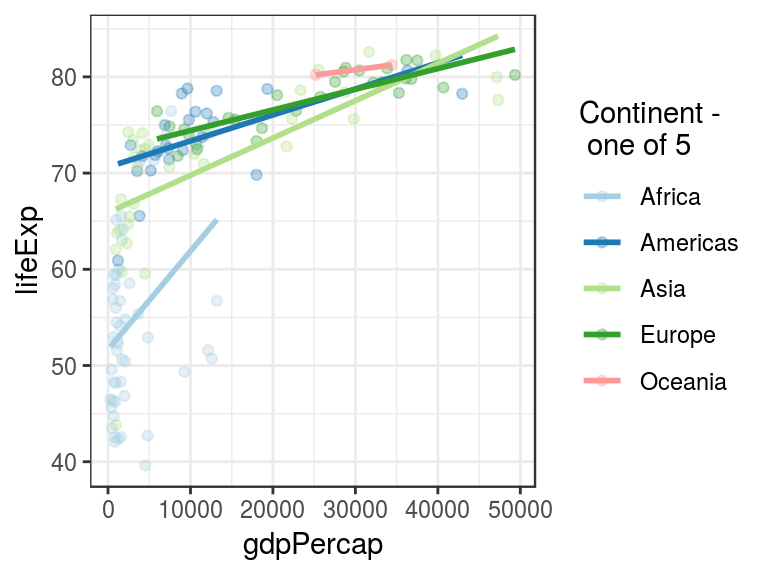 80
70
60
50
40
lifeExp
0 10000 20000 30000 40000 50000
gdpPercap
Continent -
one of 5
Africa
Americas
Asia
Europe
Oceania